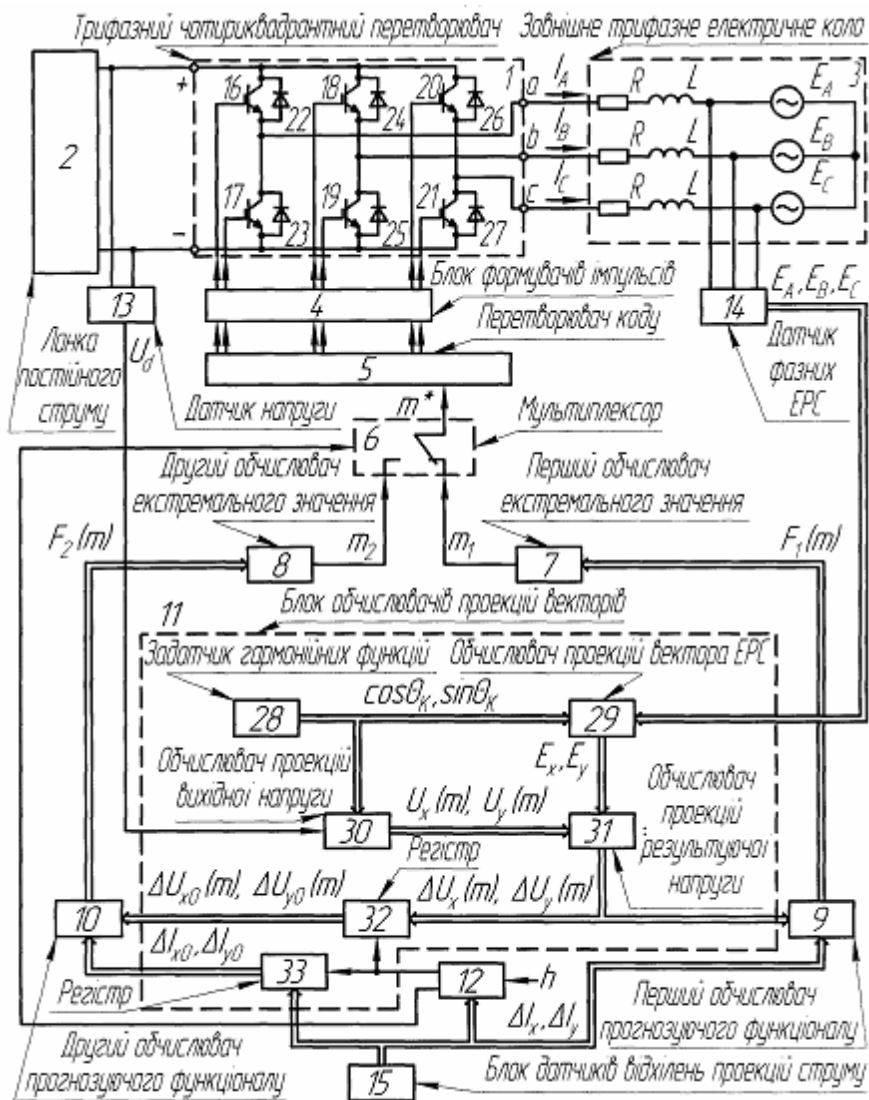 Трифазний чотириквадрантний перетворювач
Зовнішнє трифазне електричне коло
+
16
18
20
1
a
I_A
R
L
E_A
3
22
24
26
2
b
I_B
R
L
E_B
17
19
21
c
I_C
R
L
E_C
–
23
25
27
Блок формувачів імпульсів
13
4
14
E_A, E_B, E_C
Перетворювач коду
Ланка
постійного
струму
U_d
5
Датчик
фазних
ЕРС
Датчик напруги
m*
Мультиплексор
6
Другий обчислювач
екстремального значення
Перший обчислювач
екстремального значення
F_2(m)
8
m_2
m_1
7
F_1(m)
11
Блок обчислювачів проекцій векторів
Задатчик гармонійних функцій
Обчислювач проекцій вектора ЕРС
28
cosθ_K, sinθ_K
29
Обчислювач проекцій
вихідної напруги
E_x, E_y
Обчислювач
проекцій
результуючої
напруги
30
U_x(m), U_y(m)
31
Регістр
ΔU_x0(m), ΔU_y0(m)
ΔU_x(m), ΔU_y(m)
10
32
9
ΔI_x0, ΔI_y0
33
12
h
Регістр
ΔI_x, ΔI_y
Перший обчислювач
прогнозуючого функціоналу
Другий обчислювач
прогнозуючого функціоналу
15
Блок датчиків відхилень проекцій струму